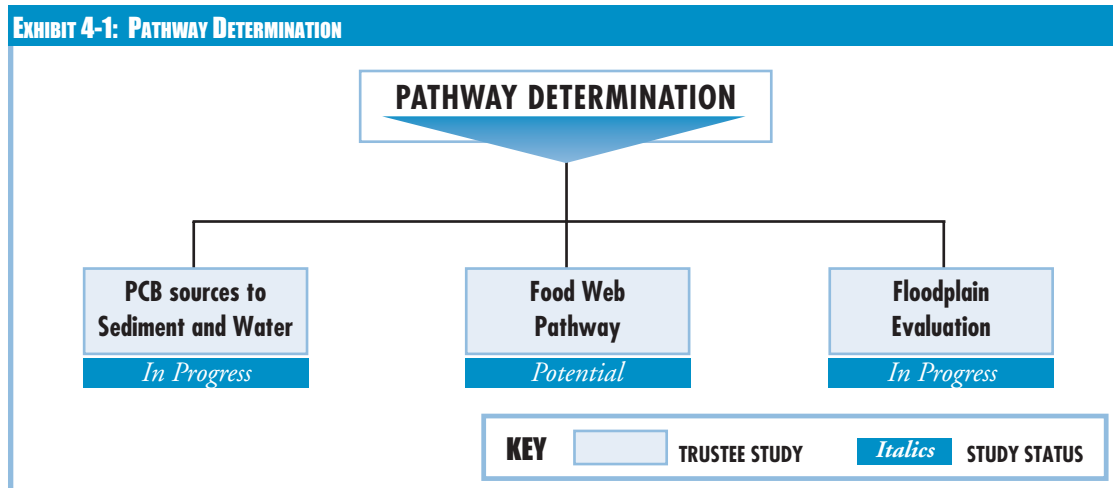 EXHIBIT 4-1: PATHWAY DETERMINATION
PATHWAY DETERMINATION
PCB sources to
Sediment and Water
In Progress
Food Web
Pathway
Potential
Floodplain
Evaluation
In Progress
KEY
TRUSTEE STUDY
Italics
STUDY STATUS